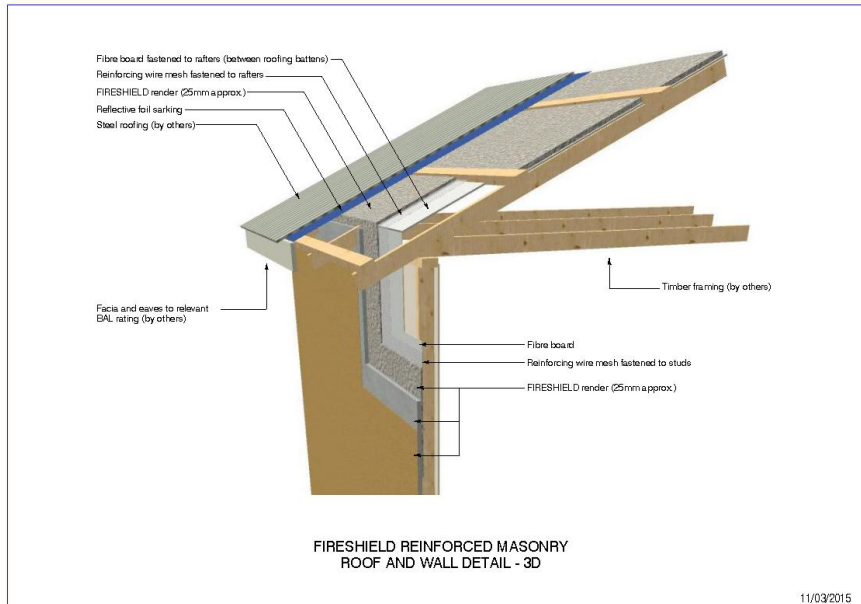 Fibre board fastened to rafters (between roofing battens)
Reinforcing wire mesh fastened to rafters
FIRESHIELD render (25mm approx.)
Reflective foil sarking
Steel roofing (by others)
Timber framing (by others)
Facia and eaves to relevant
BAL rating (by others)
Fibre board
Reinforcing wire mesh fastened to studs
FIRESHIELD render (25mm approx.)
FIRESHIELD REINFORCED MASONRY
ROOF AND WALL DETAIL - 3D
11/03/2015